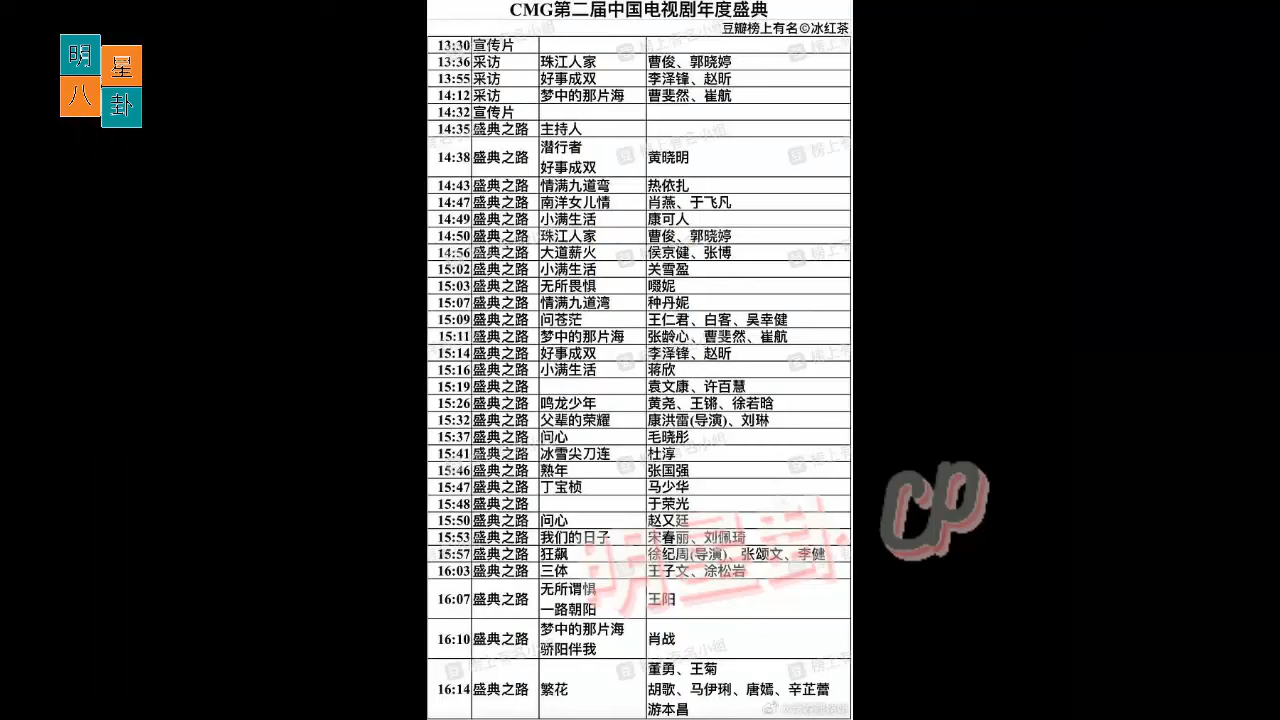 明星
八卦
CMG第二届中国电视剧年度盛典
豆瓣榜上有名©冰红茶
13:30 宣传片
13:36 采访 珠江人家 曹俊、郭晓婷
13:55 采访 好事成双 李泽锋、赵昕
14:12 采访 梦中的那片海 曹斐然、崔航
14:32 宣传片
14:35 盛典之路 主持人
14:38 盛典之路 潜行者 好事成双 黄晓明
14:43 盛典之路 情满九道弯 热依扎
14:47 盛典之路 南洋女儿情 肖燕、于飞凡
14:49 盛典之路 小满生活 康可人
14:50 盛典之路 珠江人家 曹俊、郭晓婷
14:56 盛典之路 大道薪火 侯京健、张博
15:02 盛典之路 小满生活 关雪盈
15:03 盛典之路 无所畏惧 啜妮
15:07 盛典之路 情满九道湾 种丹妮
15:09 盛典之路 问苍茫 王仁君、白客、吴幸健
15:11 盛典之路 梦中的那片海 张龄心、曹斐然、崔航
15:14 盛典之路 好事成双 李泽锋、赵昕
15:16 盛典之路 小满生活 蒋欣
15:19 盛典之路 袁文康、许百慧
15:26 盛典之路 鸣龙少年 黄尧、王锵、徐若晗
15:32 盛典之路 父辈的荣耀 康洪雷(导演)、刘琳
15:37 盛典之路 问心 毛晓彤
15:41 盛典之路 冰雪尖刀连 杜淳
15:46 盛典之路 熟年 张国强
15:47 盛典之路 丁宝桢 马少华
15:48 盛典之路 于荣光
15:50 盛典之路 问心 赵又廷
15:53 盛典之路 我们的日子 宋春丽、刘佩琦
15:57 盛典之路 狂飙 徐纪周(导演)、张颂文、李健
16:03 盛典之路 三体 王子文、涂松岩
16:07 盛典之路 无所谓惧 一路朝阳 王阳
16:10 盛典之路 梦中的那片海 骄阳伴我 肖战
16:14 盛典之路 繁花 董勇、王菊 胡歌、马伊琍、唐嫣、辛芷蕾 游本昌
明星卦
CP
榜上有名小组